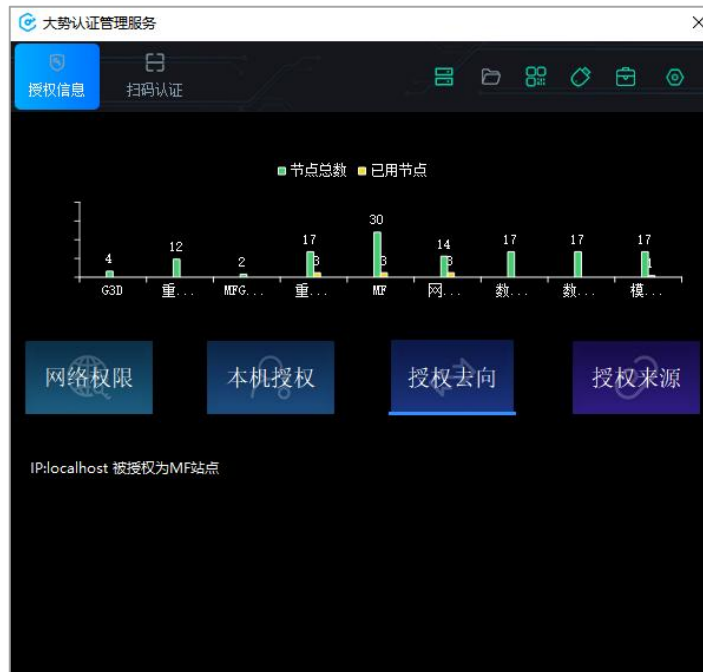 大势认证管理服务
授权信息
扫码认证
节点总数 已用节点
4 12 2 17 3 30 3 14 3 17 17 17 1
G3D 重... MFG... 重... MF 网... 数... 数... 模...
网络权限 本机授权 授权去向 授权来源
IP:localhost 被授权为MF站点